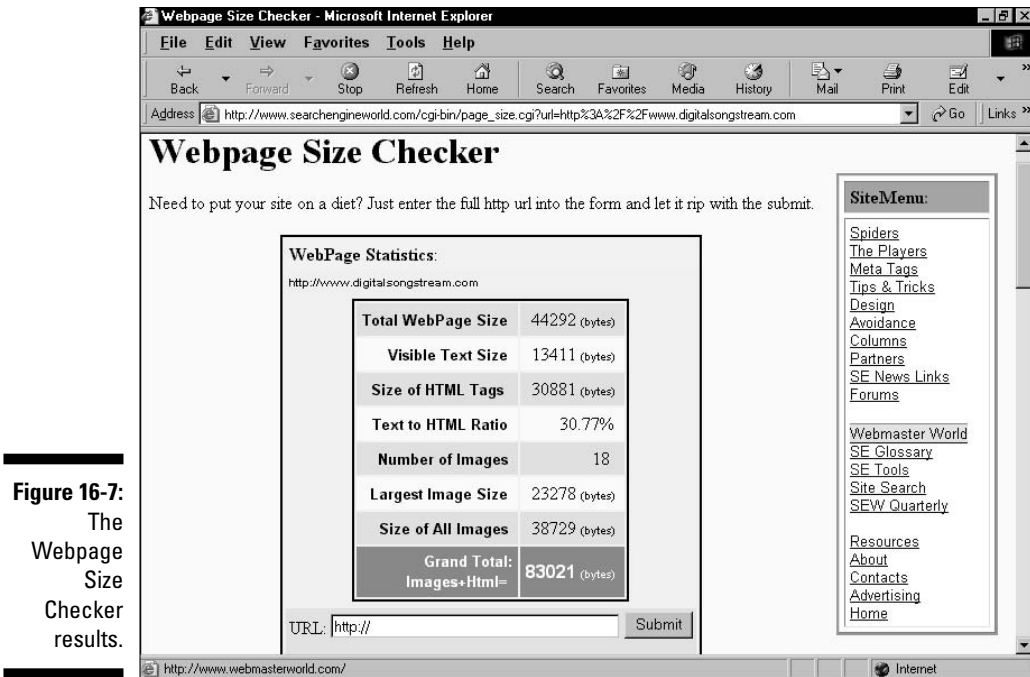 Webpage Size Checker - Microsoft Internet Explorer
File Edit View Favorites Tools Help
Back Forward Stop Refresh Home Search Favorites Media History Mail Print Edit »
Address http://www.searchengineworld.com/cgi-bin/page_size.cgi?url=http%3A%2F%2Fwww.digitalsongstream.com Go Links »
Webpage Size Checker
Need to put your site on a diet? Just enter the full http url into the form and let it rip with the submit.
WebPage Statistics:
http://www.digitalsongstream.com
Total WebPage Size 44292 (bytes)
Visible Text Size 13411 (bytes)
Size of HTML Tags 30881 (bytes)
Text to HTML Ratio 30.77%
Number of Images 18
Largest Image Size 23278 (bytes)
Size of All Images 38729 (bytes)
Grand Total:
Images+Html= 83021 (bytes)
URL: http:// Submit
SiteMenu:
Spiders
The Players
Meta Tags
Tips & Tricks
Design
Avoidance
Columns
Partners
SE News Links
Forums
Webmaster World
SE Glossary
SE Tools
Site Search
SEW Quarterly
Resources
About
Contacts
Advertising
Home
http://www.webmasterworld.com/ Internet
Figure 16-7:
The
Webpage
Size
Checker
results.